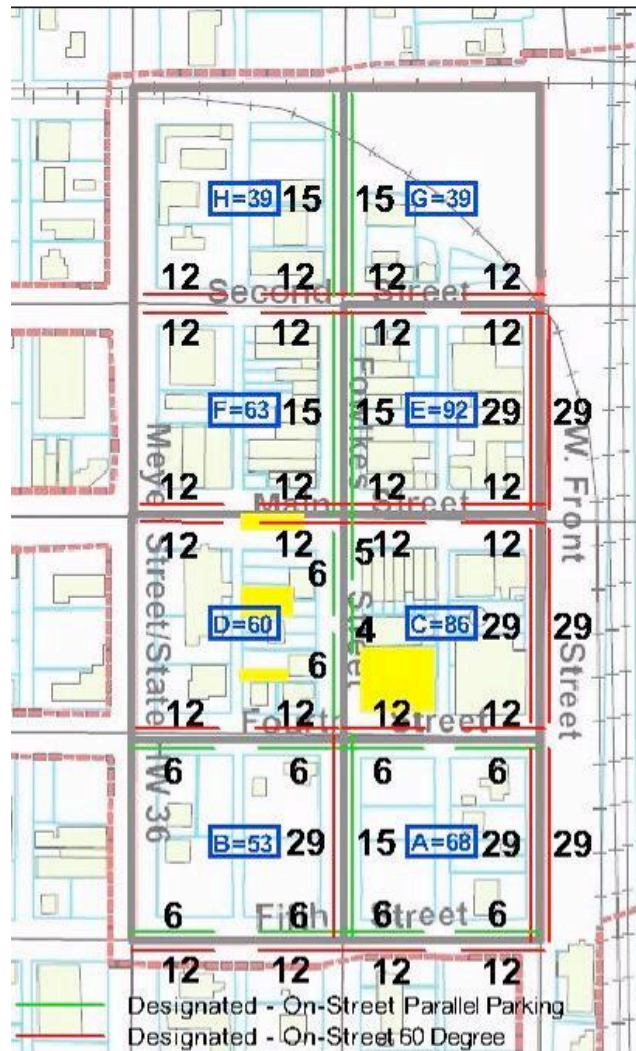 H=39 15 15 G=39
12 12 12 12
Second Street
12 12 12 12
F=63 15 15 E=92 29 29
12 12 12 12
Main Street
12 12 5 12 12
6
D=60 4 C=86 29 29
6
12 12 12 12
Fourth Street
6 6 6 6
B=53 29 15 A=68 29 29
6 6 6 6
Fifth Street
12 12 12 12
Meyer Street/State HW 36
Fowlkes Street
W. Front Street
Designated - On-Street Parallel Parking
Designated - On-Street 60 Degree